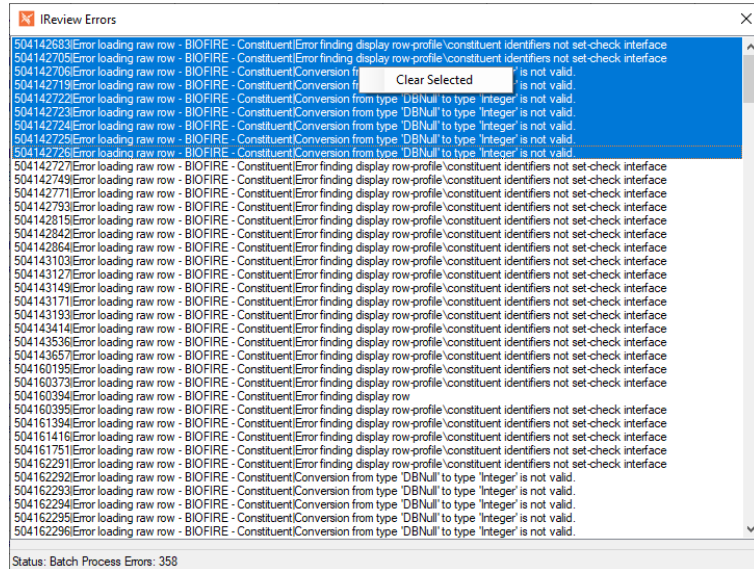 IReview Errors
504142683|Error loading raw row - BIOFIRE - Constituent|Error finding display row-profile\constituent identifiers not set-check interface
504142705|Error loading raw row - BIOFIRE - Constituent|Error finding display row-profile\constituent identifiers not set-check interface
504142706|Error loading raw row - BIOFIRE - Constituent|Conversion fr er' is not valid.
Clear Selected
504142719|Error loading raw row - BIOFIRE - Constituent|Conversion fr er' is not valid.
504142722|Error loading raw row - BIOFIRE - Constituent|Conversion from type 'DBNull' to type 'Integer' is not valid.
504142723|Error loading raw row - BIOFIRE - Constituent|Conversion from type 'DBNull' to type 'Integer' is not valid.
504142724|Error loading raw row - BIOFIRE - Constituent|Conversion from type 'DBNull' to type 'Integer' is not valid.
504142725|Error loading raw row - BIOFIRE - Constituent|Conversion from type 'DBNull' to type 'Integer' is not valid.
504142726|Error loading raw row - BIOFIRE - Constituent|Conversion from type 'DBNull' to type 'Integer' is not valid.
504142727|Error loading raw row - BIOFIRE - Constituent|Error finding display row-profile\constituent identifiers not set-check interface
504142749|Error loading raw row - BIOFIRE - Constituent|Error finding display row-profile\constituent identifiers not set-check interface
504142771|Error loading raw row - BIOFIRE - Constituent|Error finding display row-profile\constituent identifiers not set-check interface
504142793|Error loading raw row - BIOFIRE - Constituent|Error finding display row-profile\constituent identifiers not set-check interface
504142815|Error loading raw row - BIOFIRE - Constituent|Error finding display row-profile\constituent identifiers not set-check interface
504142842|Error loading raw row - BIOFIRE - Constituent|Error finding display row-profile\constituent identifiers not set-check interface
504142864|Error loading raw row - BIOFIRE - Constituent|Error finding display row-profile\constituent identifiers not set-check interface
504143103|Error loading raw row - BIOFIRE - Constituent|Error finding display row-profile\constituent identifiers not set-check interface
504143127|Error loading raw row - BIOFIRE - Constituent|Error finding display row-profile\constituent identifiers not set-check interface
504143149|Error loading raw row - BIOFIRE - Constituent|Error finding display row-profile\constituent identifiers not set-check interface
504143171|Error loading raw row - BIOFIRE - Constituent|Error finding display row-profile\constituent identifiers not set-check interface
504143193|Error loading raw row - BIOFIRE - Constituent|Error finding display row-profile\constituent identifiers not set-check interface
504143414|Error loading raw row - BIOFIRE - Constituent|Error finding display row-profile\constituent identifiers not set-check interface
504143536|Error loading raw row - BIOFIRE - Constituent|Error finding display row-profile\constituent identifiers not set-check interface
504143657|Error loading raw row - BIOFIRE - Constituent|Error finding display row-profile\constituent identifiers not set-check interface
504160195|Error loading raw row - BIOFIRE - Constituent|Error finding display row-profile\constituent identifiers not set-check interface
504160373|Error loading raw row - BIOFIRE - Constituent|Error finding display row-profile\constituent identifiers not set-check interface
504160394|Error loading raw row - BIOFIRE - Constituent|Error finding display row
504160395|Error loading raw row - BIOFIRE - Constituent|Error finding display row-profile\constituent identifiers not set-check interface
504161394|Error loading raw row - BIOFIRE - Constituent|Error finding display row-profile\constituent identifiers not set-check interface
504161416|Error loading raw row - BIOFIRE - Constituent|Error finding display row-profile\constituent identifiers not set-check interface
504161751|Error loading raw row - BIOFIRE - Constituent|Error finding display row-profile\constituent identifiers not set-check interface
504162291|Error loading raw row - BIOFIRE - Constituent|Error finding display row-profile\constituent identifiers not set-check interface
504162292|Error loading raw row - BIOFIRE - Constituent|Conversion from type 'DBNull' to type 'Integer' is not valid.
504162293|Error loading raw row - BIOFIRE - Constituent|Conversion from type 'DBNull' to type 'Integer' is not valid.
504162294|Error loading raw row - BIOFIRE - Constituent|Conversion from type 'DBNull' to type 'Integer' is not valid.
504162295|Error loading raw row - BIOFIRE - Constituent|Conversion from type 'DBNull' to type 'Integer' is not valid.
504162296|Error loading raw row - BIOFIRE - Constituent|Conversion from type 'DBNull' to type 'Integer' is not valid.
Status: Batch Process Errors: 358